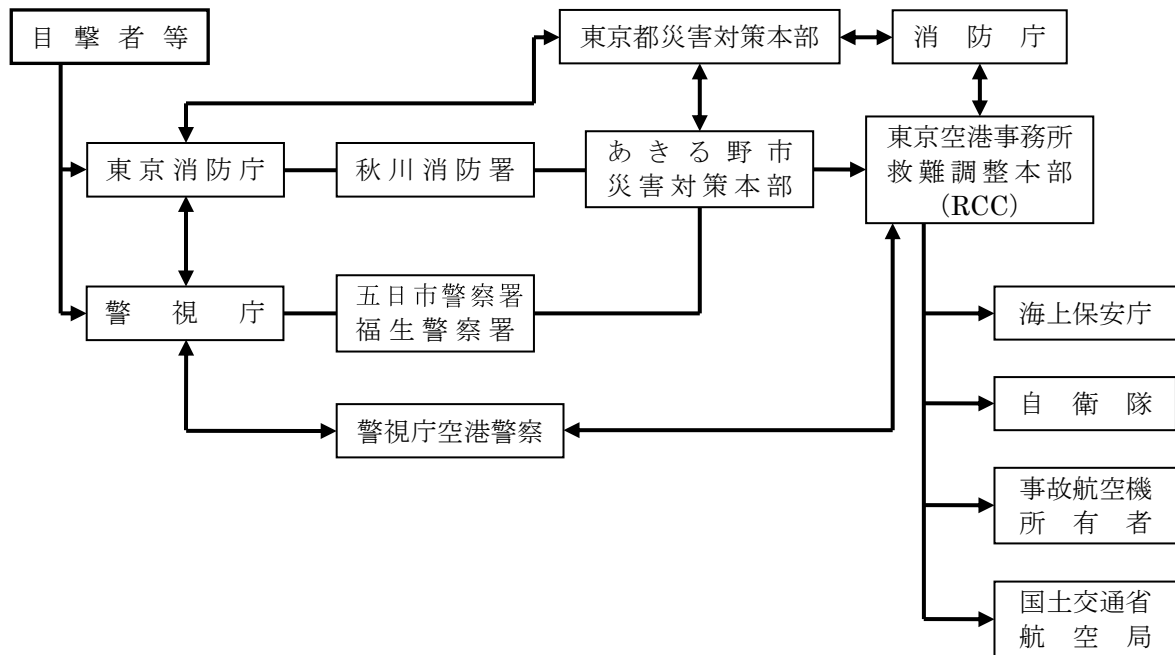 目撃者等
東京都災害対策本部
消防庁
東京消防庁
秋川消防署
あきる野市
災害対策本部
東京空港事務所
救難調整本部
(RCC)
警視庁
五日市警察署
福生警察署
海上保安庁
自衛隊
警視庁空港警察
事故航空機
所有者
国土交通省
航空局